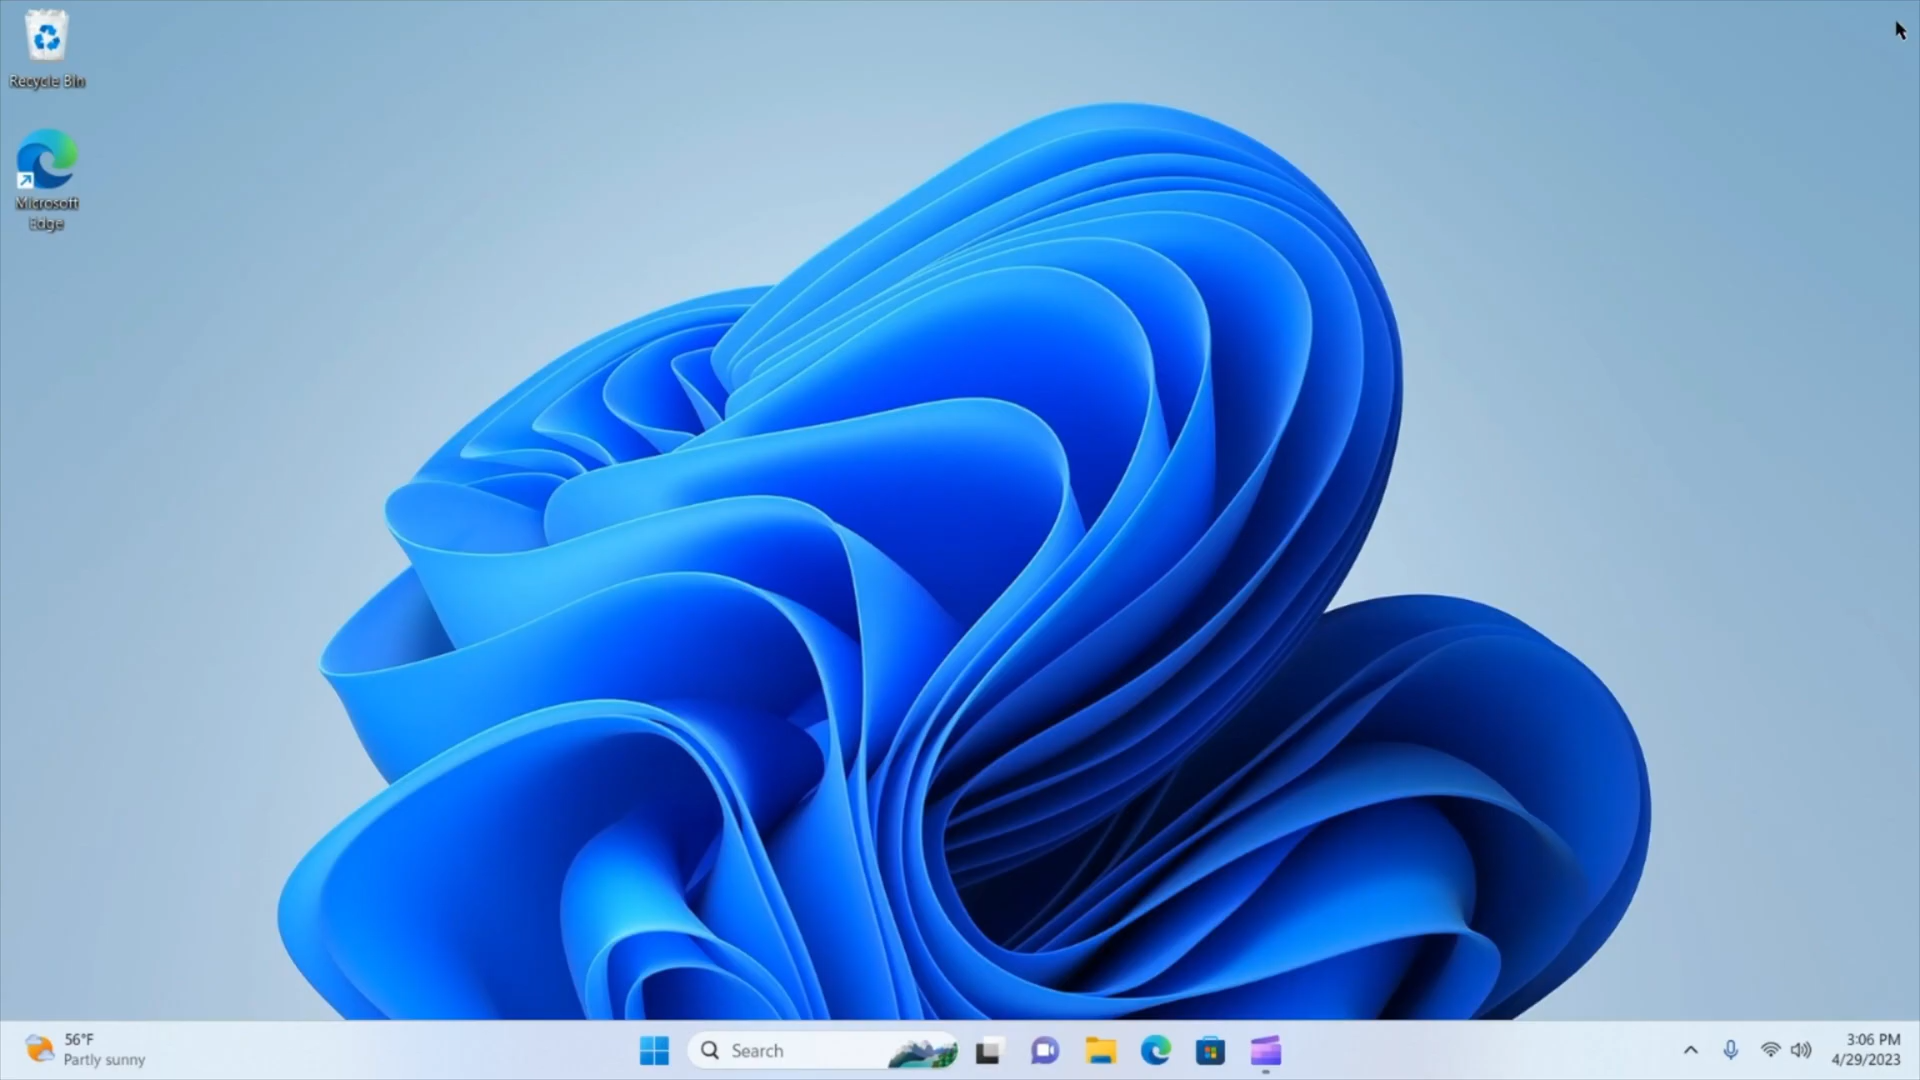 Recycle Bin
Microsoft
Edge
56°F
Partly sunny
Search
3:06 PM
4/29/2023